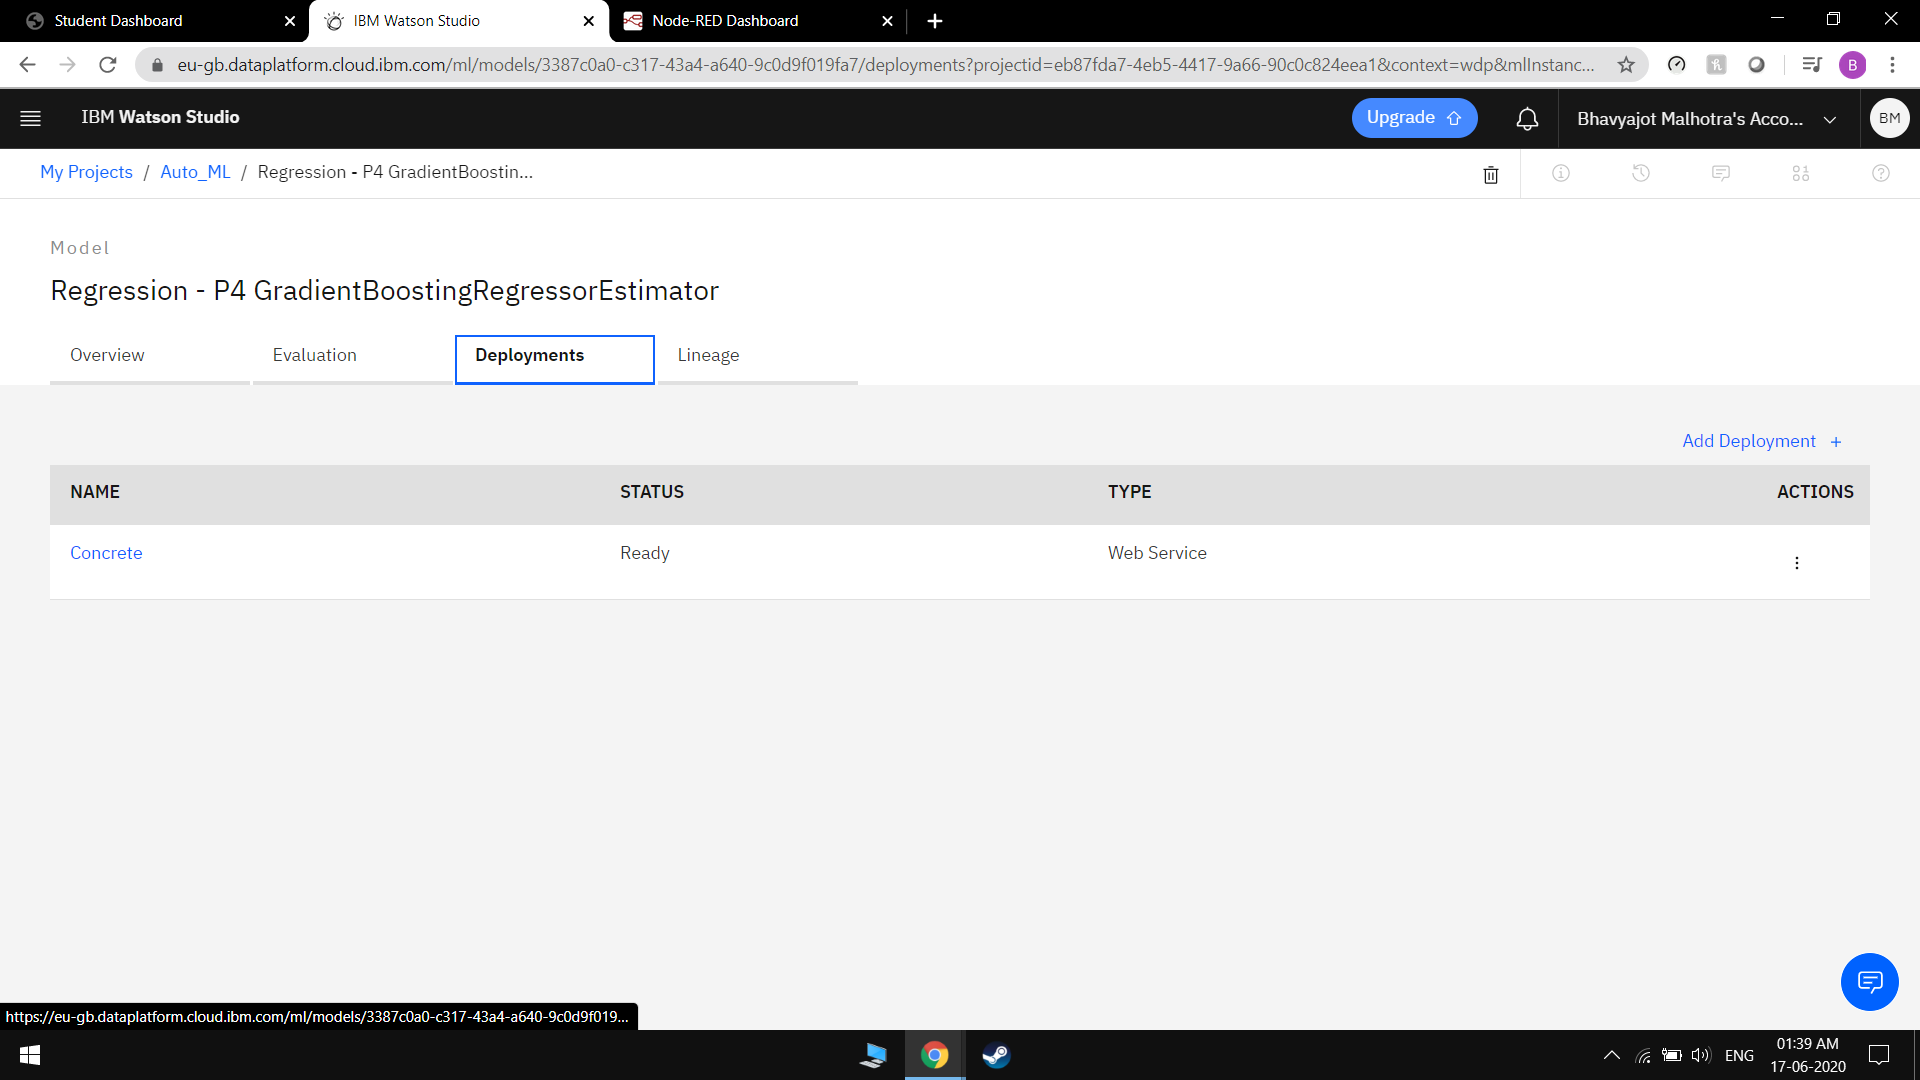 Student Dashboard
IBM Watson Studio
Node-RED Dashboard
eu-gb.dataplatform.cloud.ibm.com/ml/models/3387c0a0-c317-43a4-a640-9c0d9f019fa7/deployments?projectid=eb87fda7-4eb5-4417-9a66-90c0c824eea1&context=wdp&mlInstanc...
B
IBM Watson Studio
Upgrade
Bhavyajot Malhotra's Acco...
BM
My Projects / Auto_ML / Regression - P4 GradientBoostin...
Model
Regression - P4 GradientBoostingRegressorEstimator
Overview
Evaluation
Deployments
Lineage
Add Deployment +
NAME STATUS TYPE ACTIONS
Concrete Ready Web Service
https://eu-gb.dataplatform.cloud.ibm.com/ml/models/3387c0a0-c317-43a4-a640-9c0d9f019...
ENG
01:39 AM
17-06-2020